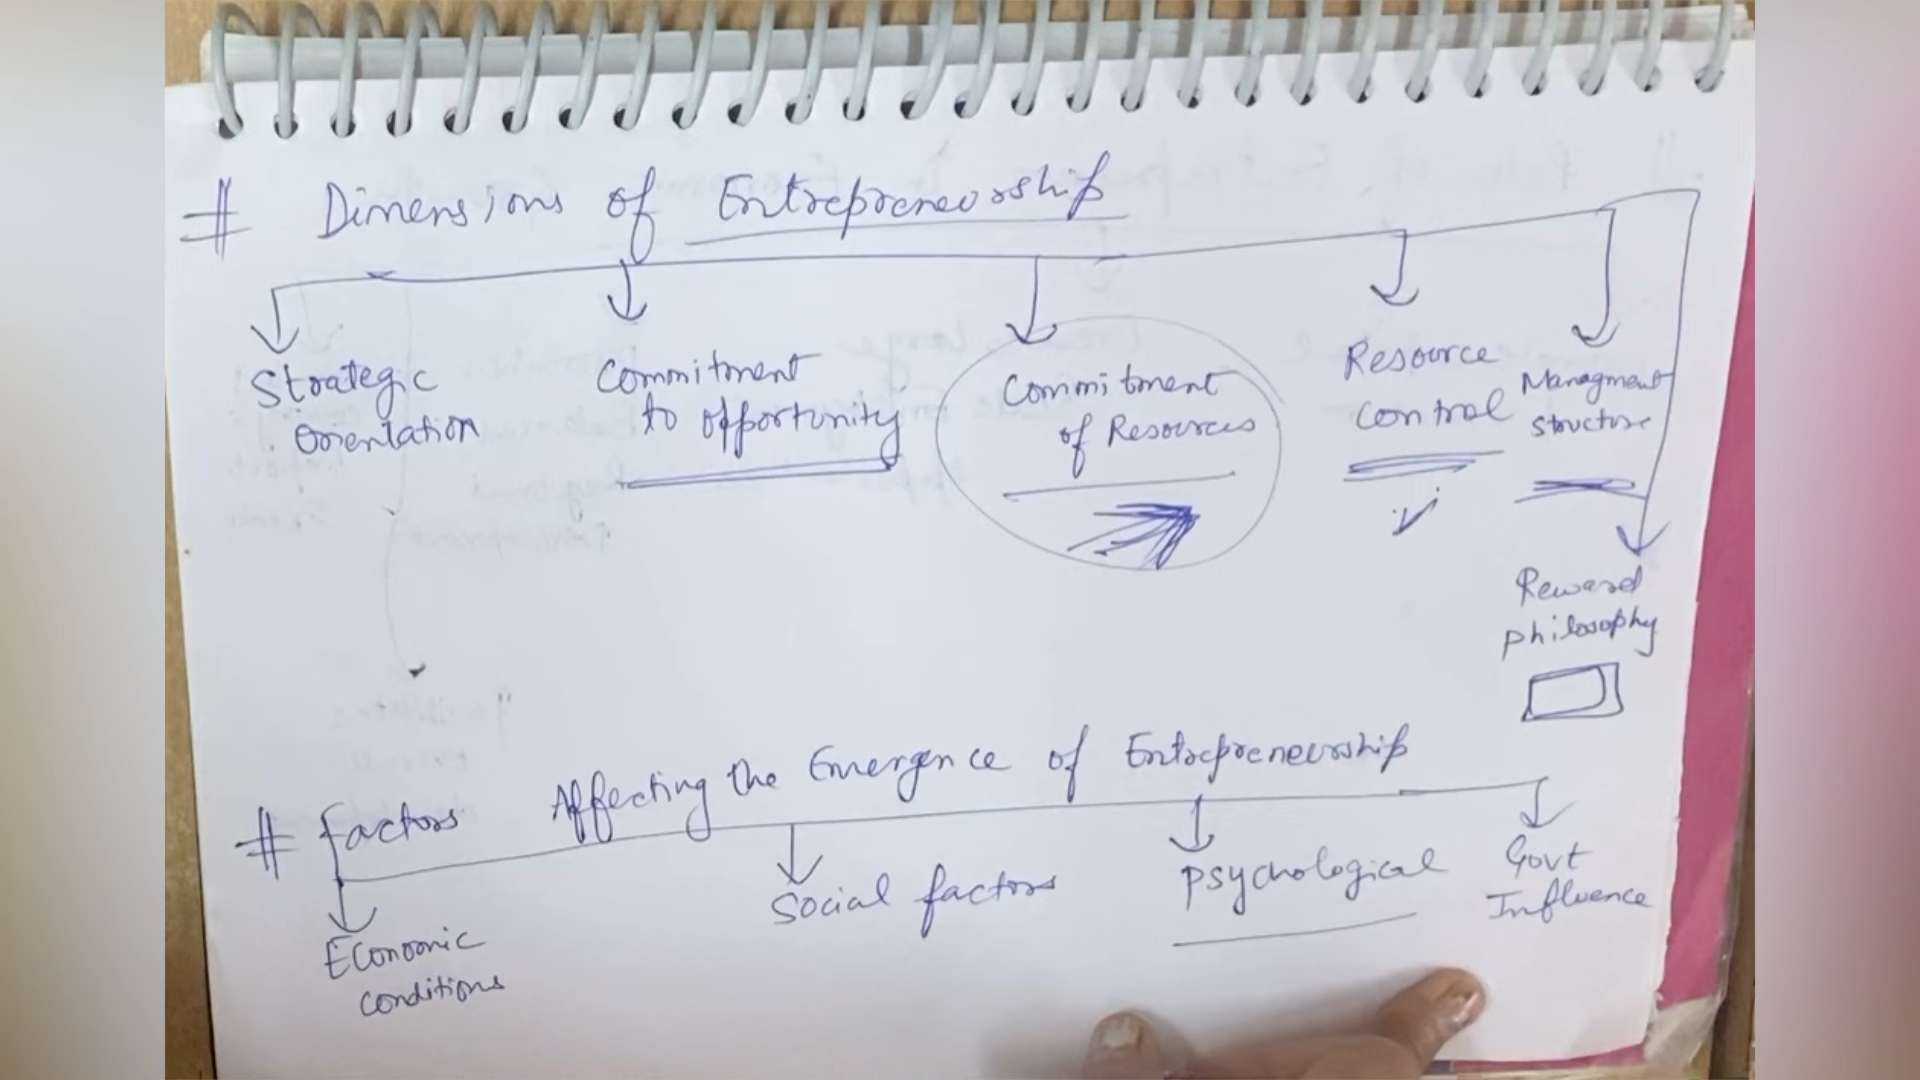 # Dimensions of Entrepreneurship
Strategic
Orientation
Commitment
to opportunity
Commitment
of Resources
Resource
control
Managment
structure
Reward
philosophy
# factors Affecting the Emergence of Entrepreneurship
Economic
conditions
Social factors
psychological
Govt
Influence